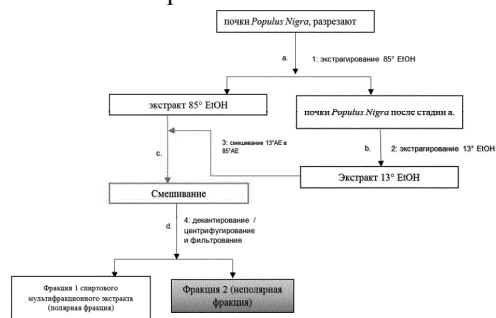 почки Populus Nigra, разрезают
a.
1: экстрагирование 85° EtOH
экстракт 85° EtOH
почки Populus Nigra после стадии a.
3: смешивание 13°AE в
85°AE
b.
2: экстрагирование 13° EtOH
c.
Экстракт 13° EtOH
Смешивание
d.
4: декантирование /
центрифугирование
и фильтрование
Фракция 1 спиртового
мультифракционного экстракта
(полярная фракция)
Фракция 2 (неполярная
фракция)